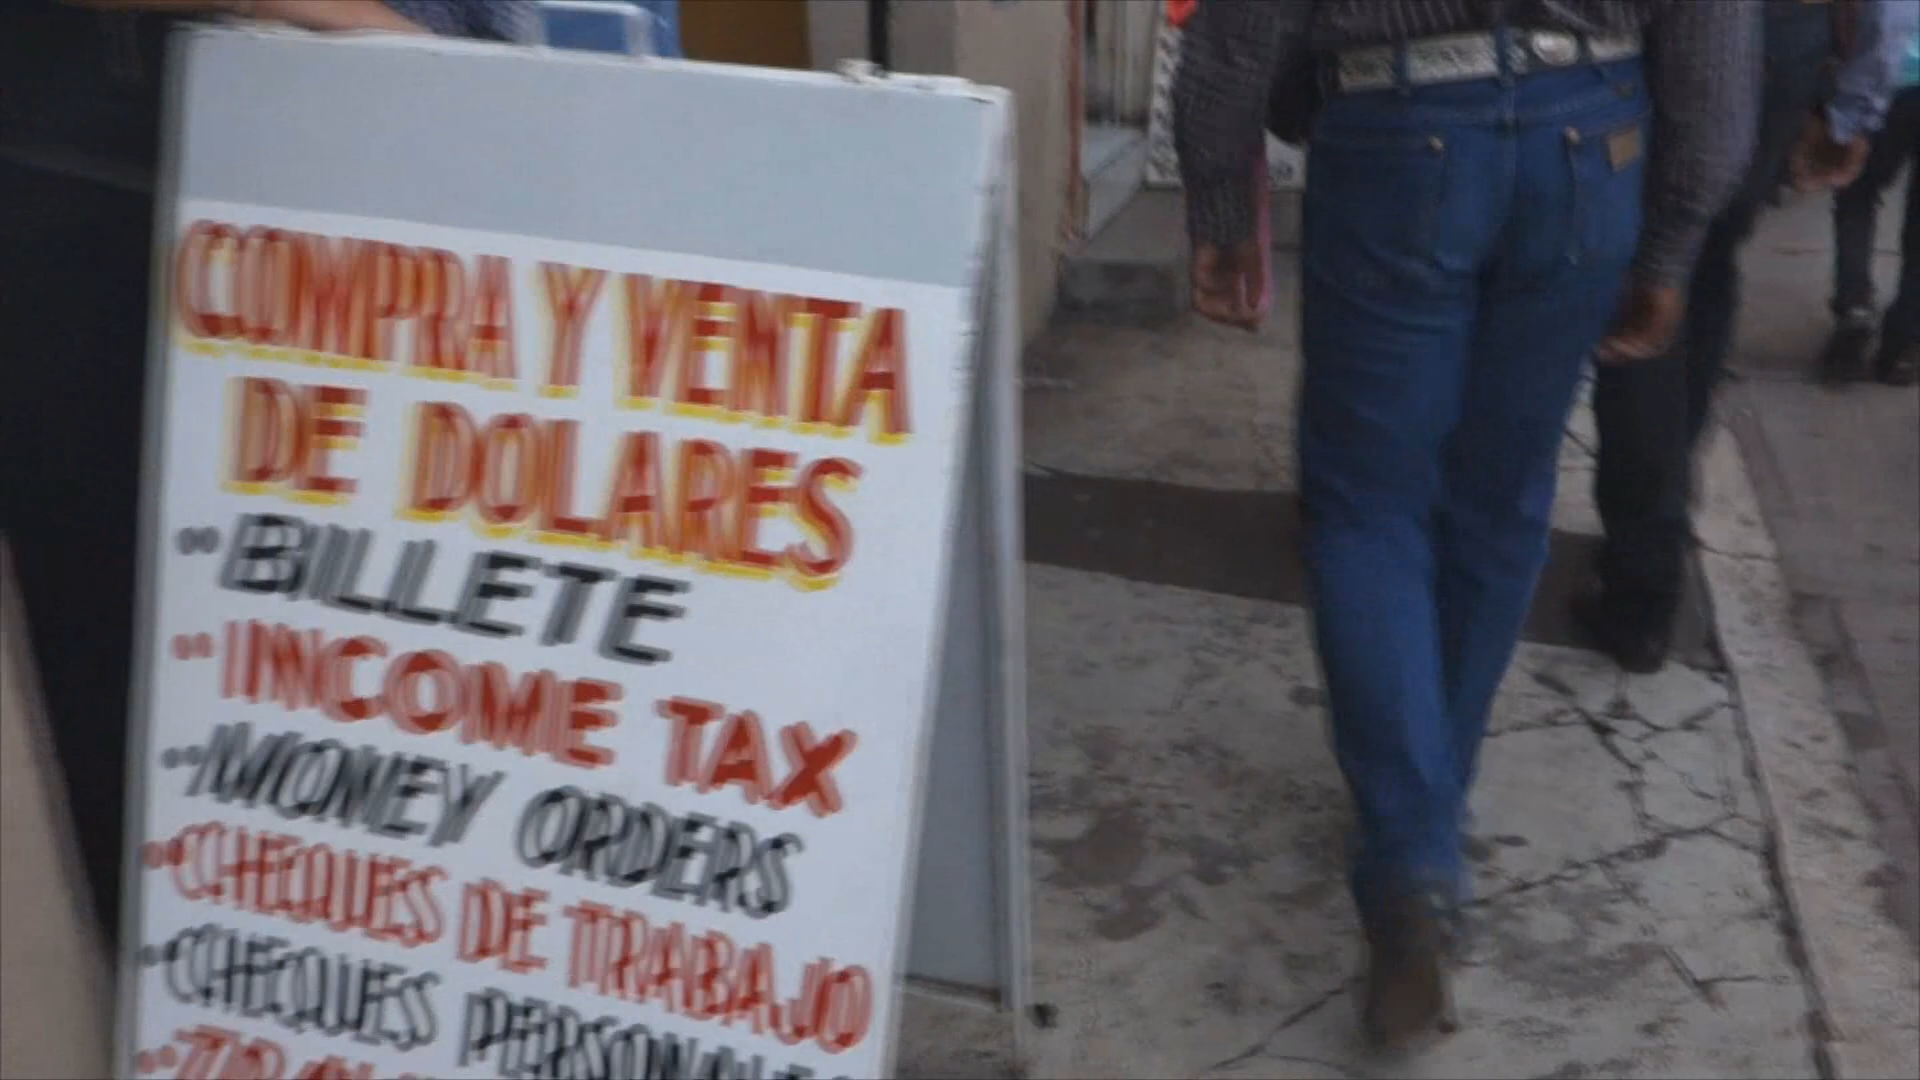 COMPRA Y VENTA
DE DOLARES
BILLETE
INCOME TAX
MONEY ORDERS
CHEQUES DE TRABAJO
CHEQUES